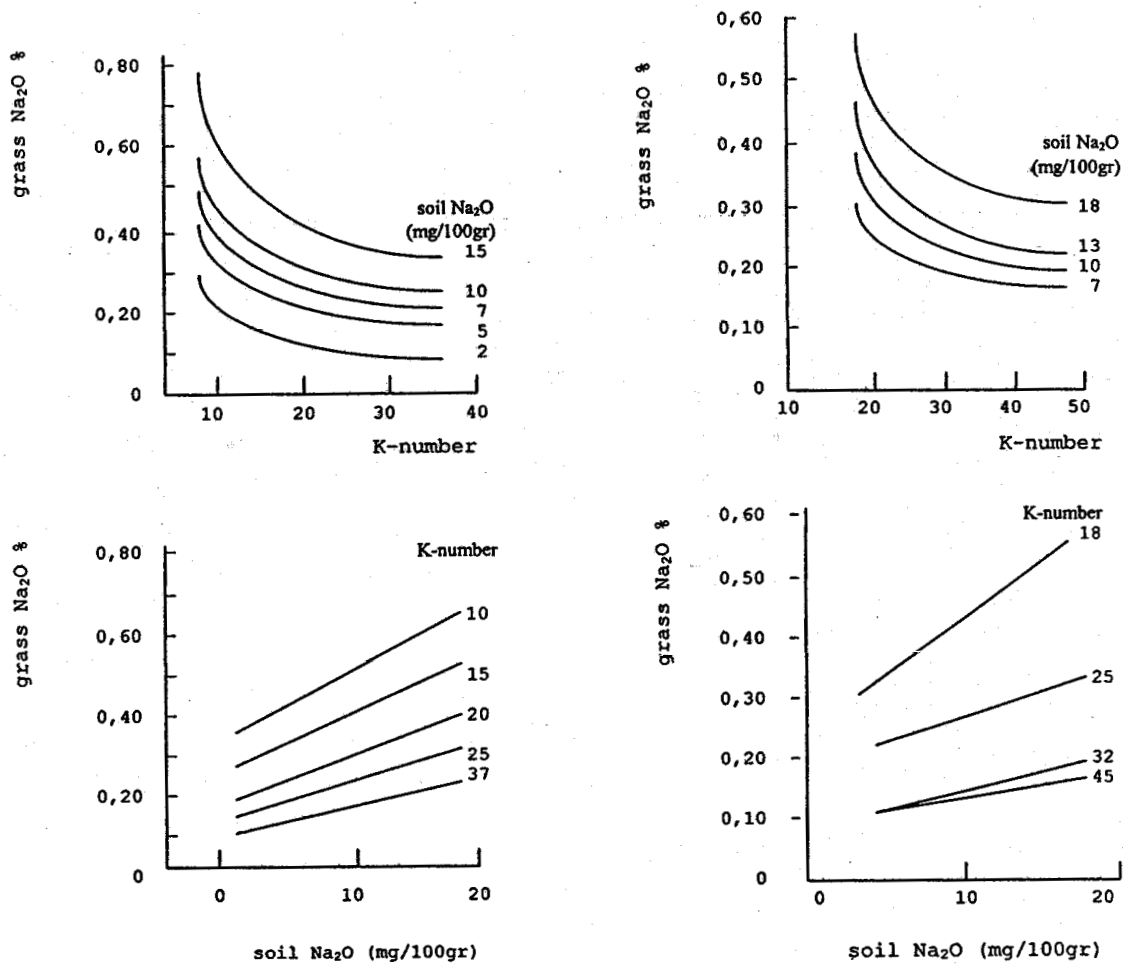 grass Na₂O %
0,80
0,60
0,40
0,20
0
soil Na₂O
(mg/100gr)
15
10
7
5
2
10 20 30 40
K-number
grass Na₂O %
0,60
0,50
0,40
0,30
0,20
0,10
0
soil Na₂O
(mg/100gr)
18
13
10
7
10 20 30 40 50
K-number
grass Na₂O %
0,80
0,60
0,40
0,20
0
K-number
10
15
20
25
37
0 10 20
soil Na₂O (mg/100gr)
grass Na₂O %
0,60
0,50
0,40
0,30
0,20
0,10
0
K-number
18
25
32
45
0 10 20
soil Na₂O (mg/100gr)